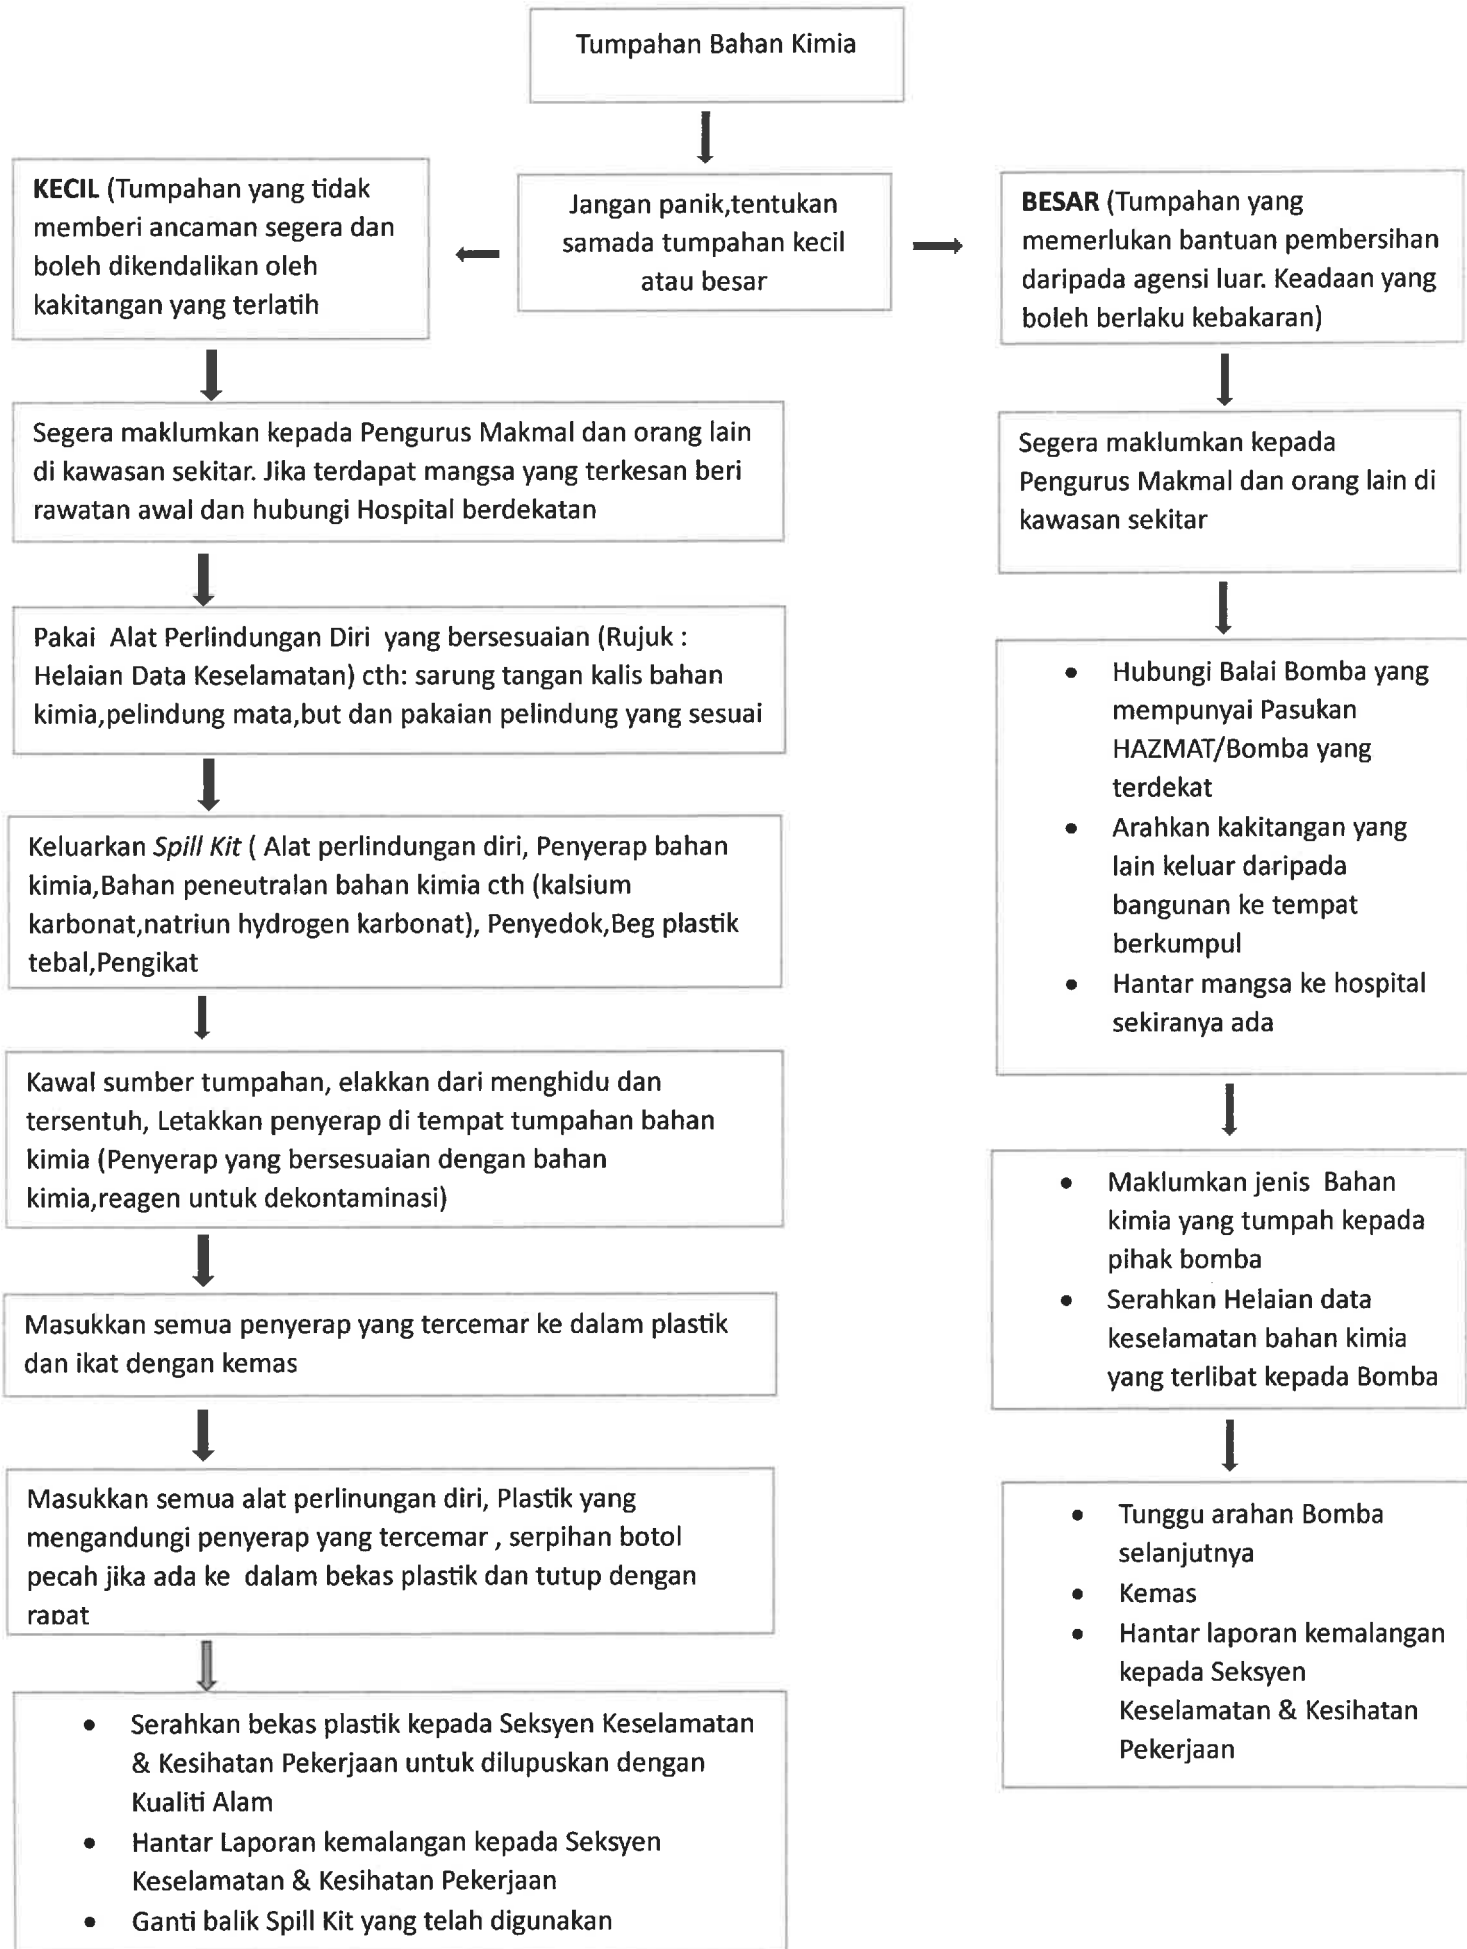 Tumpahan Bahan Kimia
Jangan panik,tentukan
samada tumpahan kecil
atau besar
KECIL (Tumpahan yang tidak
memberi ancaman segera dan
boleh dikendalikan oleh
kakitangan yang terlatih
Segera maklumkan kepada Pengurus Makmal dan orang lain
di kawasan sekitar. Jika terdapat mangsa yang terkesan beri
rawatan awal dan hubungi Hospital berdekatan
Pakai  Alat Perlindungan Diri  yang bersesuaian (Rujuk :
Helaian Data Keselamatan) cth: sarung tangan kalis bahan
kimia,pelindung mata,but dan pakaian pelindung yang sesuai
Keluarkan Spill Kit ( Alat perlindungan diri, Penyerap bahan
kimia,Bahan peneutralan bahan kimia cth (kalsium
karbonat,natriun hydrogen karbonat), Penyedok,Beg plastik
tebal,Pengikat
Kawal sumber tumpahan, elakkan dari menghidu dan
tersentuh, Letakkan penyerap di tempat tumpahan bahan
kimia (Penyerap yang bersesuaian dengan bahan
kimia,reagen untuk dekontaminasi)
Masukkan semua penyerap yang tercemar ke dalam plastik
dan ikat dengan kemas
Masukkan semua alat perlinungan diri, Plastik yang
mengandungi penyerap yang tercemar , serpihan botol
pecah jika ada ke  dalam bekas plastik dan tutup dengan
rapat
• Serahkan bekas plastik kepada Seksyen Keselamatan
& Kesihatan Pekerjaan untuk dilupuskan dengan
Kualiti Alam
• Hantar Laporan kemalangan kepada Seksyen
Keselamatan & Kesihatan Pekerjaan
• Ganti balik Spill Kit yang telah digunakan
BESAR (Tumpahan yang
memerlukan bantuan pembersihan
daripada agensi luar. Keadaan yang
boleh berlaku kebakaran)
Segera maklumkan kepada
Pengurus Makmal dan orang lain di
kawasan sekitar
• Hubungi Balai Bomba yang
mempunyai Pasukan
HAZMAT/Bomba yang
terdekat
• Arahkan kakitangan yang
lain keluar daripada
bangunan ke tempat
berkumpul
• Hantar mangsa ke hospital
sekiranya ada
• Maklumkan jenis  Bahan
kimia yang tumpah kepada
pihak bomba
• Serahkan Helaian data
keselamatan bahan kimia
yang terlibat kepada Bomba
• Tunggu arahan Bomba
selanjutnya
• Kemas
• Hantar laporan kemalangan
kepada Seksyen
Keselamatan & Kesihatan
Pekerjaan